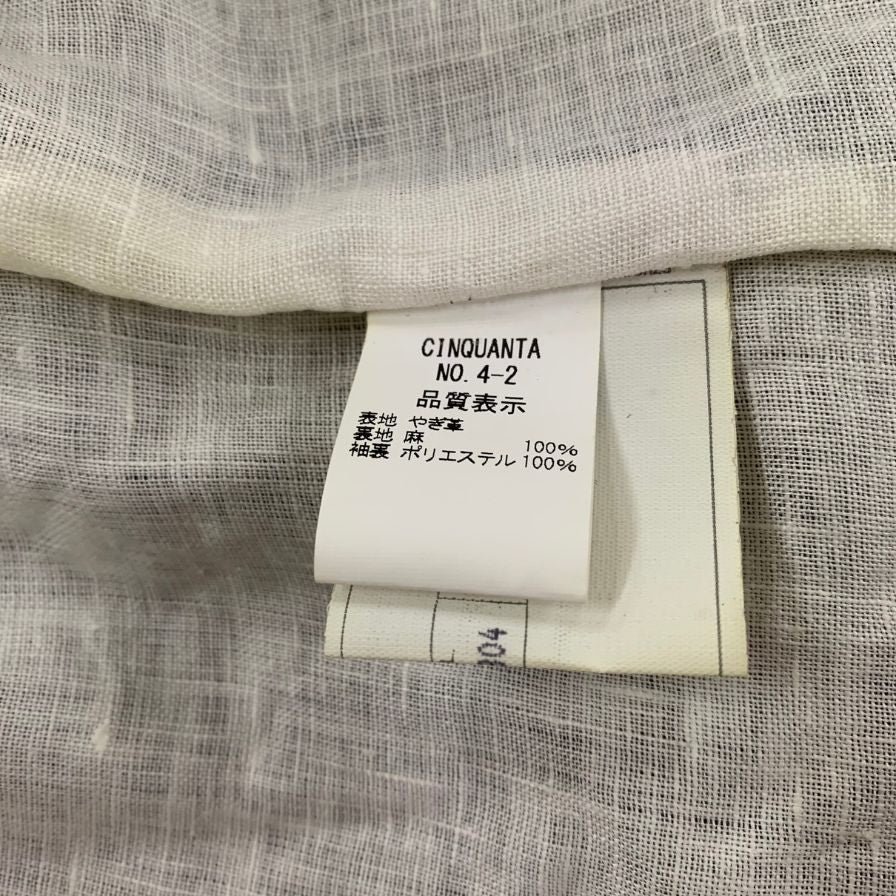 CINQUANTA
NO. 4-2
品質表示
表地 やぎ革
裏地 麻 100%
袖裏 ポリエステル 100%
904